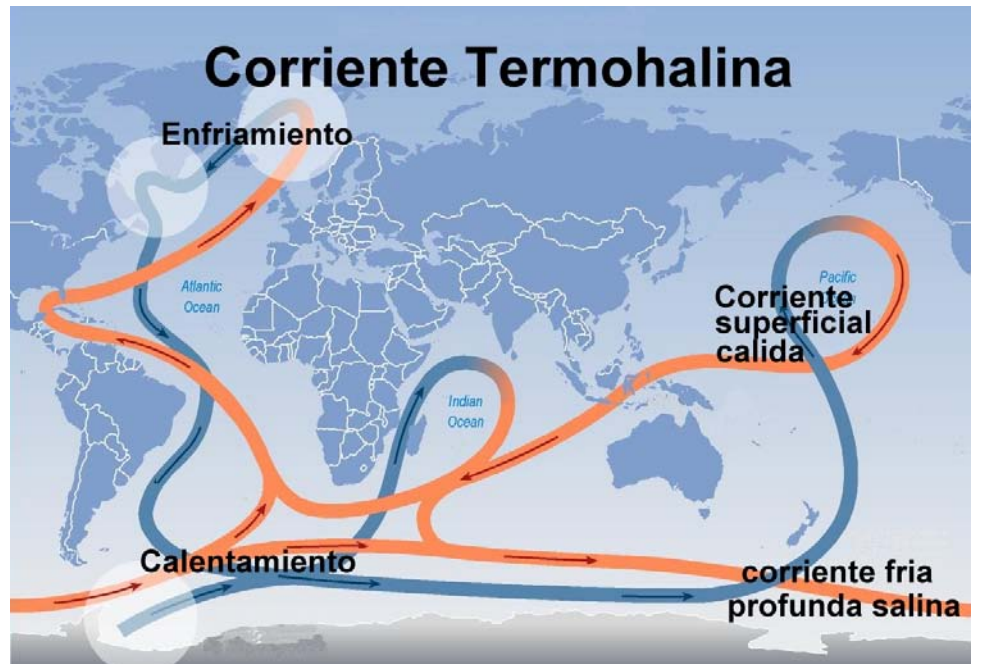 Corriente Termohalina
Enfriamiento
Atlantic
Ocean
Pacific
Corriente
superficial
calida
Indian
Ocean
Calentamiento
corriente fria
profunda salina